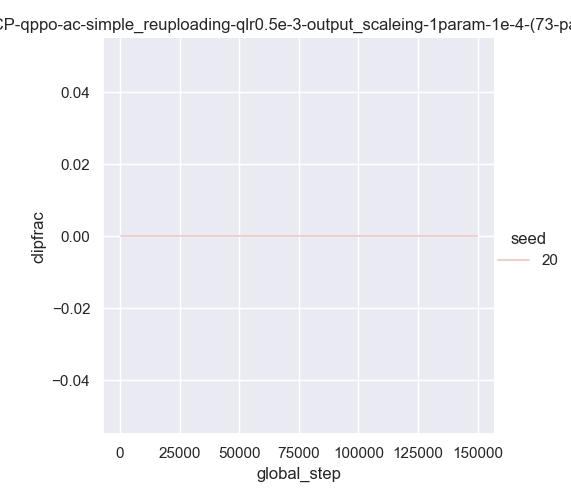 CP-qppo-ac-simple_reuploading-qlr0.5e-3-output_scaleing-1param-1e-4-(73-pa
0.04
0.02
0.00
−0.02
−0.04
clipfrac
seed
20
0 25000 50000 75000 100000 125000 150000
global_step